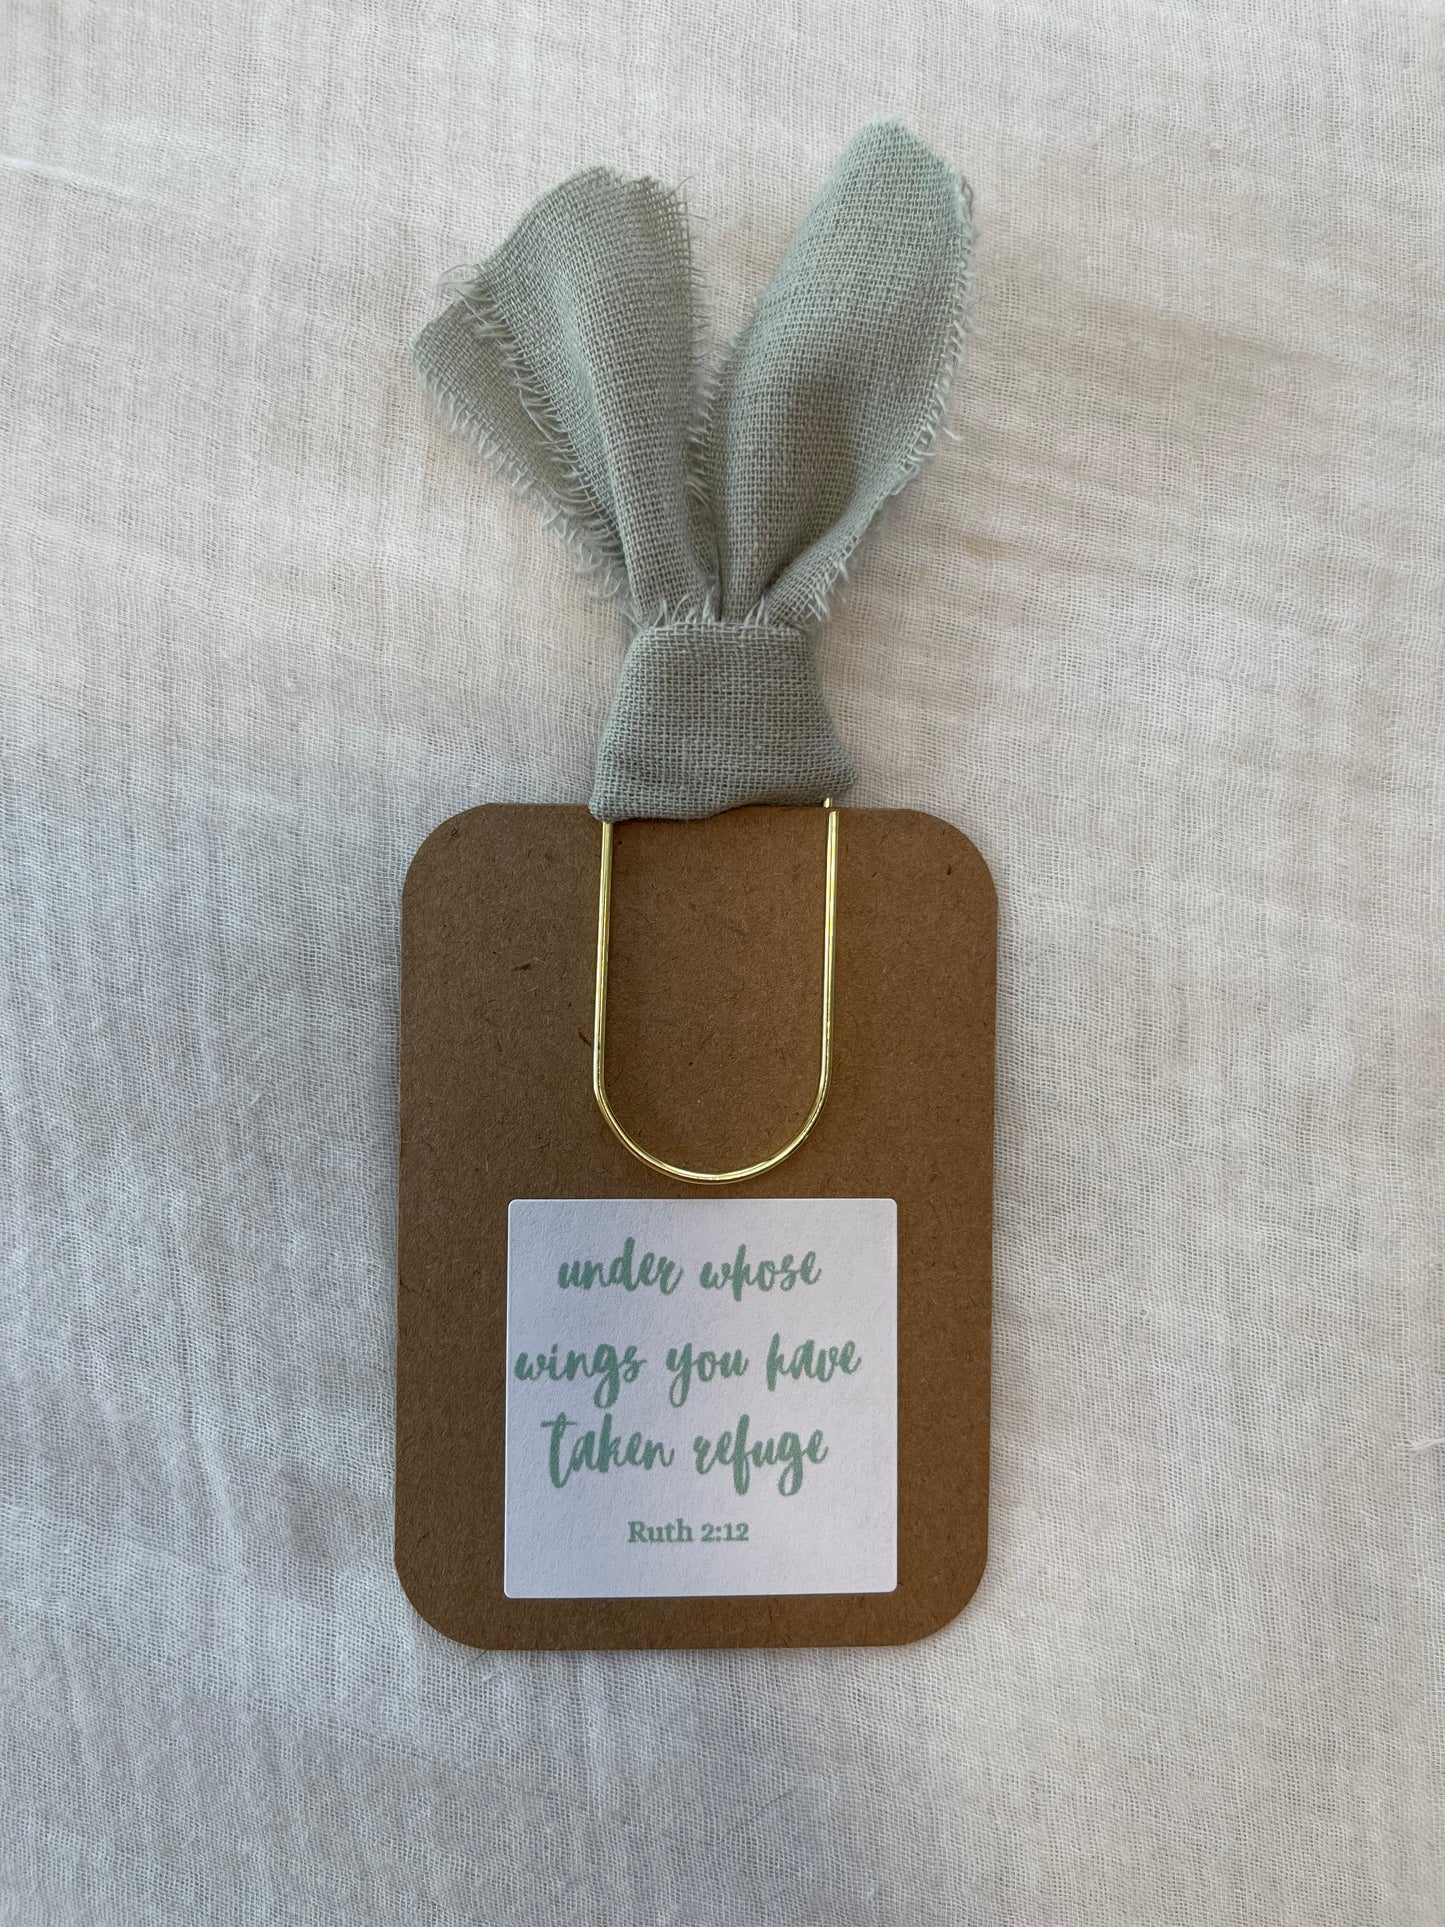 under whose
wings you have
taken refuge
Ruth 2:12